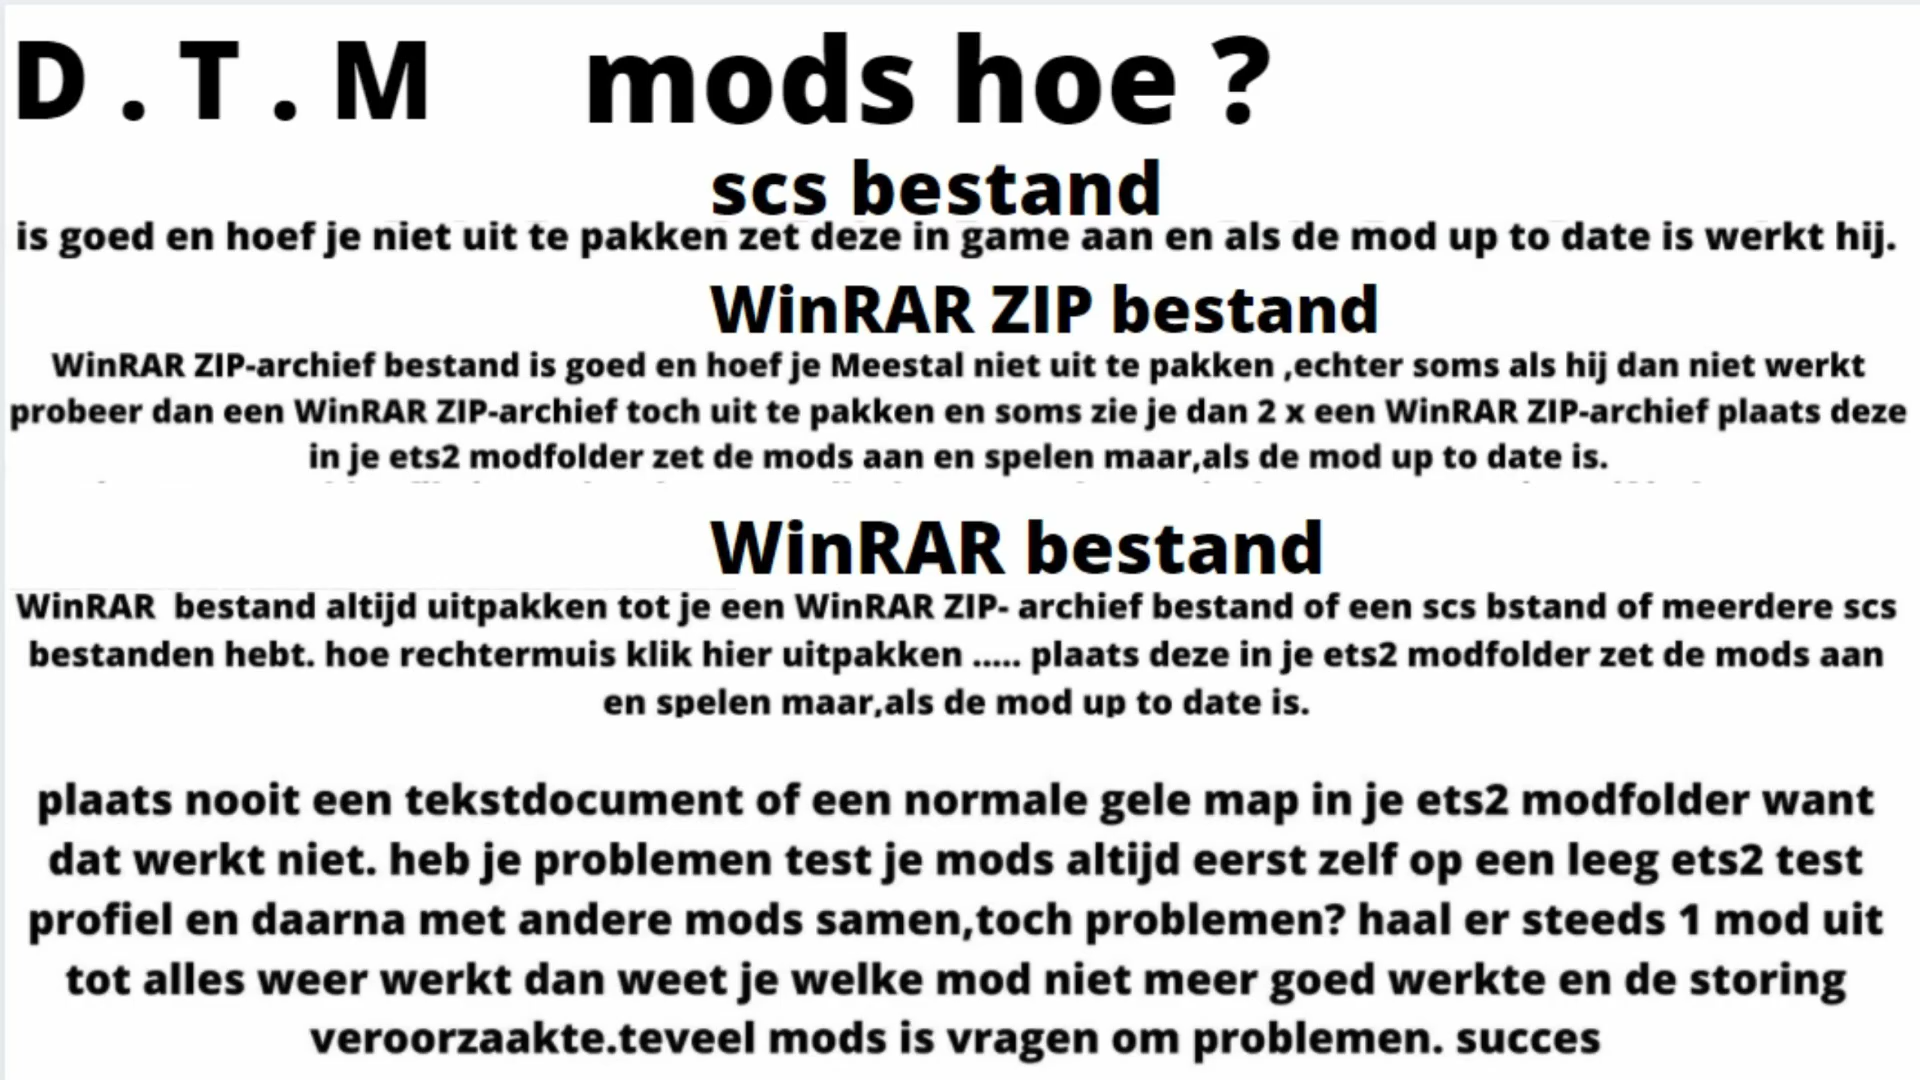 D . T . M mods hoe ?
scs bestand
is goed en hoef je niet uit te pakken zet deze in game aan en als de mod up to date is werkt hij.
WinRAR ZIP bestand
WinRAR ZIP-archief bestand is goed en hoef je Meestal niet uit te pakken ,echter soms als hij dan niet werkt
probeer dan een WinRAR ZIP-archief toch uit te pakken en soms zie je dan 2 x een WinRAR ZIP-archief plaats deze
in je ets2 modfolder zet de mods aan en spelen maar,als de mod up to date is.
WinRAR bestand
WinRAR bestand altijd uitpakken tot je een WinRAR ZIP- archief bestand of een scs bstand of meerdere scs
bestanden hebt. hoe rechtermuis klik hier uitpakken ..... plaats deze in je ets2 modfolder zet de mods aan
en spelen maar,als de mod up to date is.
plaats nooit een tekstdocument of een normale gele map in je ets2 modfolder want
dat werkt niet. heb je problemen test je mods altijd eerst zelf op een leeg ets2 test
profiel en daarna met andere mods samen,toch problemen? haal er steeds 1 mod uit
tot alles weer werkt dan weet je welke mod niet meer goed werkte en de storing
veroorzaakte.teveel mods is vragen om problemen. succes